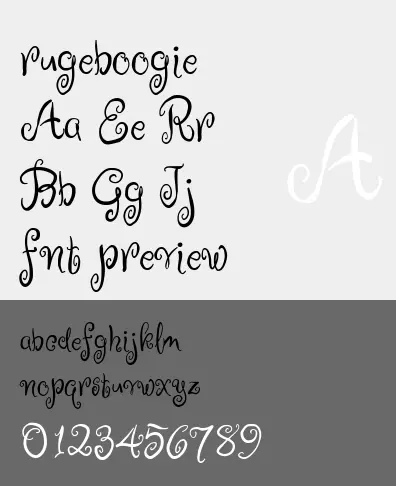 rugeboogie
Aa Ee Rr
A
Bb Gg Jj
fnt preview
abcdefghijklm
nopqrstuvwxyz
0123456789